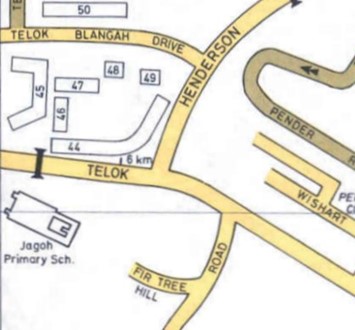 TE
50
TELOK BLANGAH DRIVE
HENDERSON
48
49
47
45
46
44
6 km
PENDER
TELOK
WISHART
Jagoh
Primary Sch.
ROAD
FIR TREE
HILL